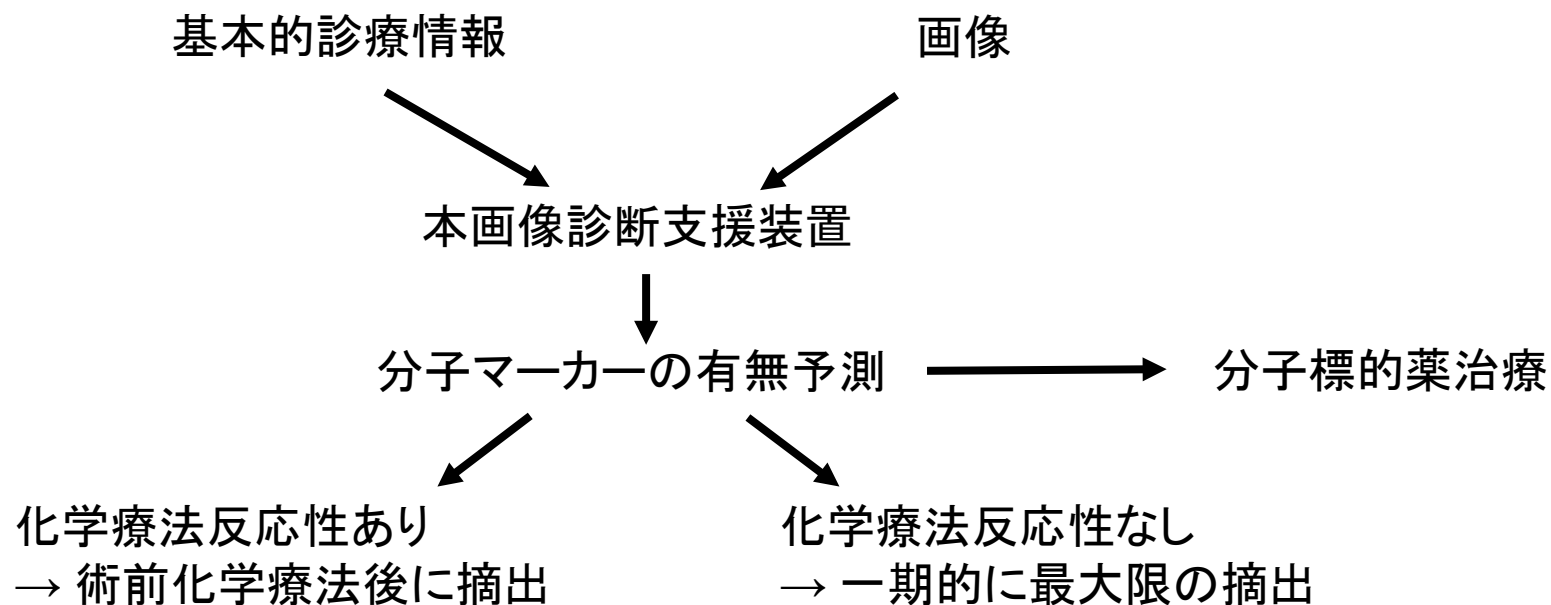 基本的診療情報
画像
本画像診断支援装置
分子マーカーの有無予測
分子標的薬治療
化学療法反応性あり
→ 術前化学療法後に摘出
化学療法反応性なし
→ 一期的に最大限の摘出